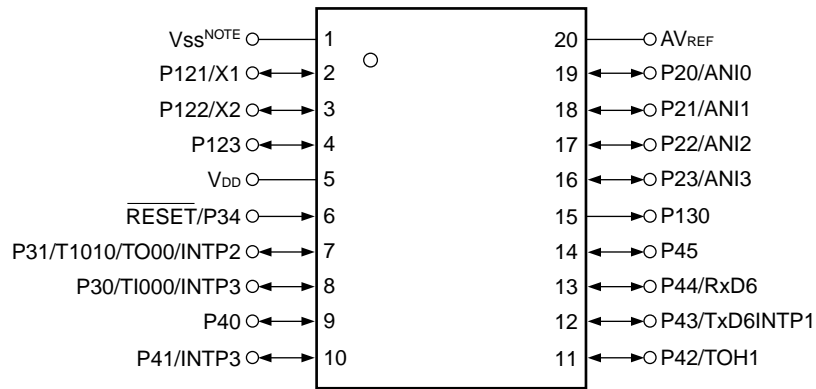 Vss NOTE 1 20 AVREF
P121/X1 2 19 P20/ANI0
P122/X2 3 18 P21/ANI1
P123 4 17 P22/ANI2
VDD 5 16 P23/ANI3
RESET/P34 6 15 P130
P31/T1010/TO00/INTP2 7 14 P45
P30/TI000/INTP3 8 13 P44/RxD6
P40 9 12 P43/TxD6INTP1
P41/INTP3 10 11 P42/TOH1